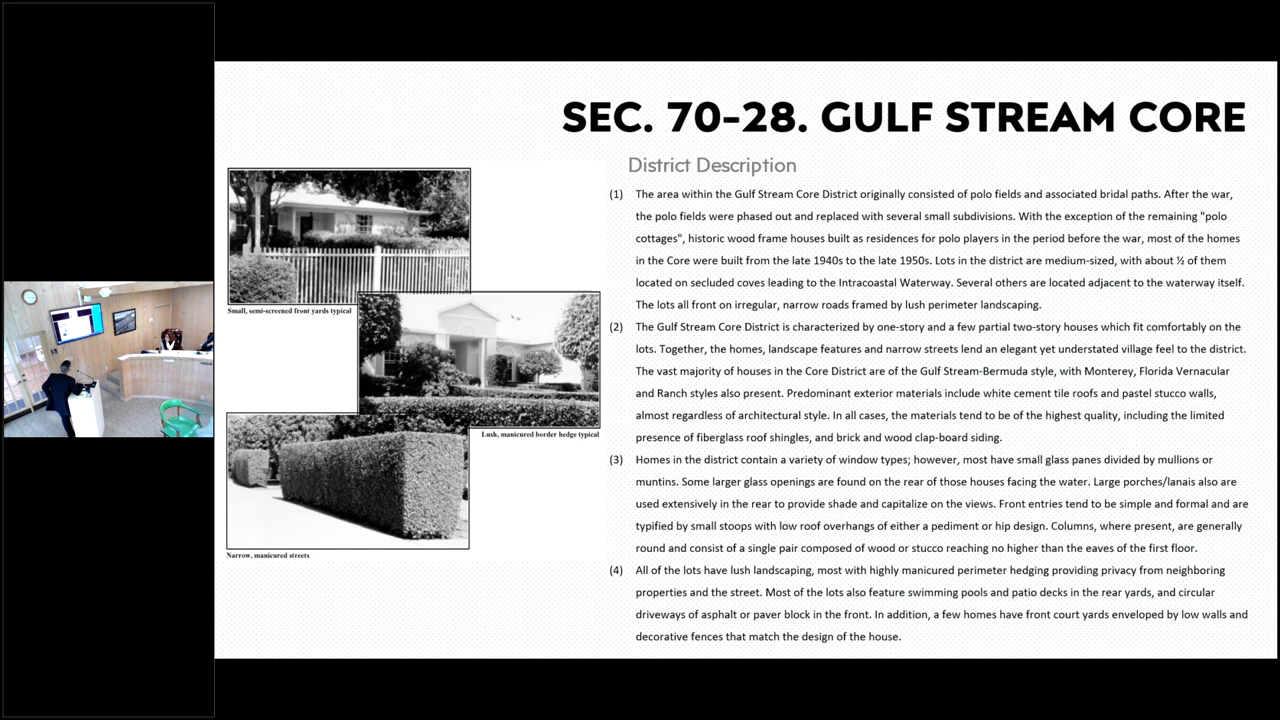 SEC. 70-28. GULF STREAM CORE
District Description
(1) The area within the Gulf Stream Core District originally consisted of polo fields and associated bridal paths. After the war,
the polo fields were phased out and replaced with several small subdivisions. With the exception of the remaining "polo
cottages", historic wood frame houses built as residences for polo players in the period before the war, most of the homes
in the Core were built from the late 1940s to the late 1950s. Lots in the district are medium-sized, with about ½ of them
located on secluded coves leading to the Intracoastal Waterway. Several others are located adjacent to the waterway itself.
The lots all front on irregular, narrow roads framed by lush perimeter landscaping.
(2) The Gulf Stream Core District is characterized by one-story and a few partial two-story houses which fit comfortably on the
lots. Together, the homes, landscape features and narrow streets lend an elegant yet understated village feel to the district.
The vast majority of houses in the Core District are of the Gulf Stream-Bermuda style, with Monterey, Florida Vernacular
and Ranch styles also present. Predominant exterior materials include white cement tile roofs and pastel stucco walls,
almost regardless of architectural style. In all cases, the materials tend to be of the highest quality, including the limited
presence of fiberglass roof shingles, and brick and wood clap-board siding.
(3) Homes in the district contain a variety of window types; however, most have small glass panes divided by mullions or
muntins. Some larger glass openings are found on the rear of those houses facing the water. Large porches/lanais also are
used extensively in the rear to provide shade and capitalize on the views. Front entries tend to be simple and formal and are
typified by small stoops with low roof overhangs of either a pediment or hip design. Columns, where present, are generally
round and consist of a single pair composed of wood or stucco reaching no higher than the eaves of the first floor.
(4) All of the lots have lush landscaping, most with highly manicured perimeter hedging providing privacy from neighboring
properties and the street. Most of the lots also feature swimming pools and patio decks in the rear yards, and circular
driveways of asphalt or paver block in the front. In addition, a few homes have front court yards enveloped by low walls and
decorative fences that match the design of the house.
Small, semi-screened front yards typical
Lush, manicured border hedge typical
Narrow, manicured streets